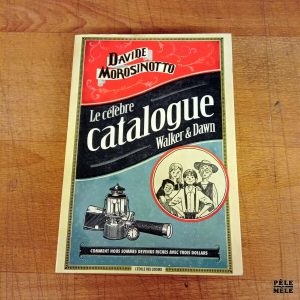 DAVIDE
MOROSINOTTO
Le célèbre
catalogue
Walker & Dawn
COMMENT NOUS SOMMES DEVENUS RICHES AVEC TROIS DOLLARS
L'ECOLE DES LOISIRS
PÊLE
MÊLE